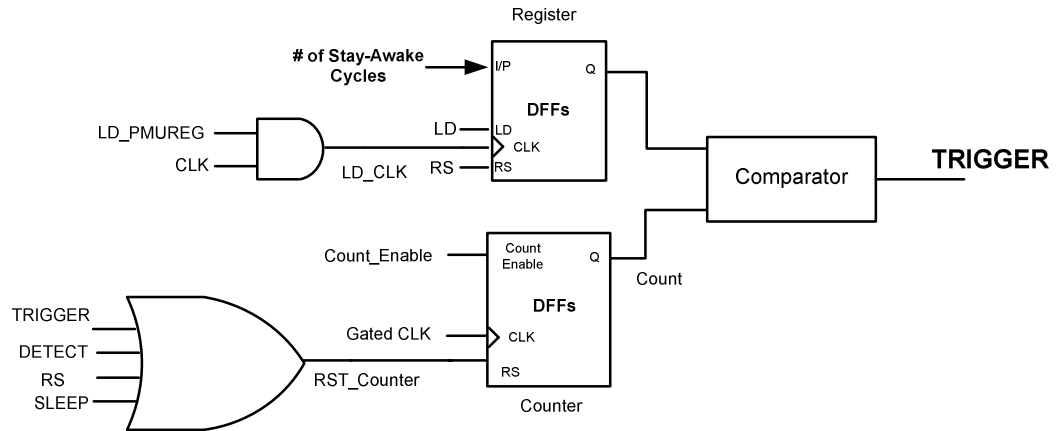 Register
# of Stay-Awake
Cycles
I/P
Q
DFFs
LD_PMUREG
CLK
LD_CLK
LD
LD
CLK
RS
RS
Comparator
TRIGGER
Count_Enable
Count
Enable
Q
DFFs
Count
Gated CLK
CLK
RS
TRIGGER
DETECT
RS
SLEEP
RST_Counter
Counter